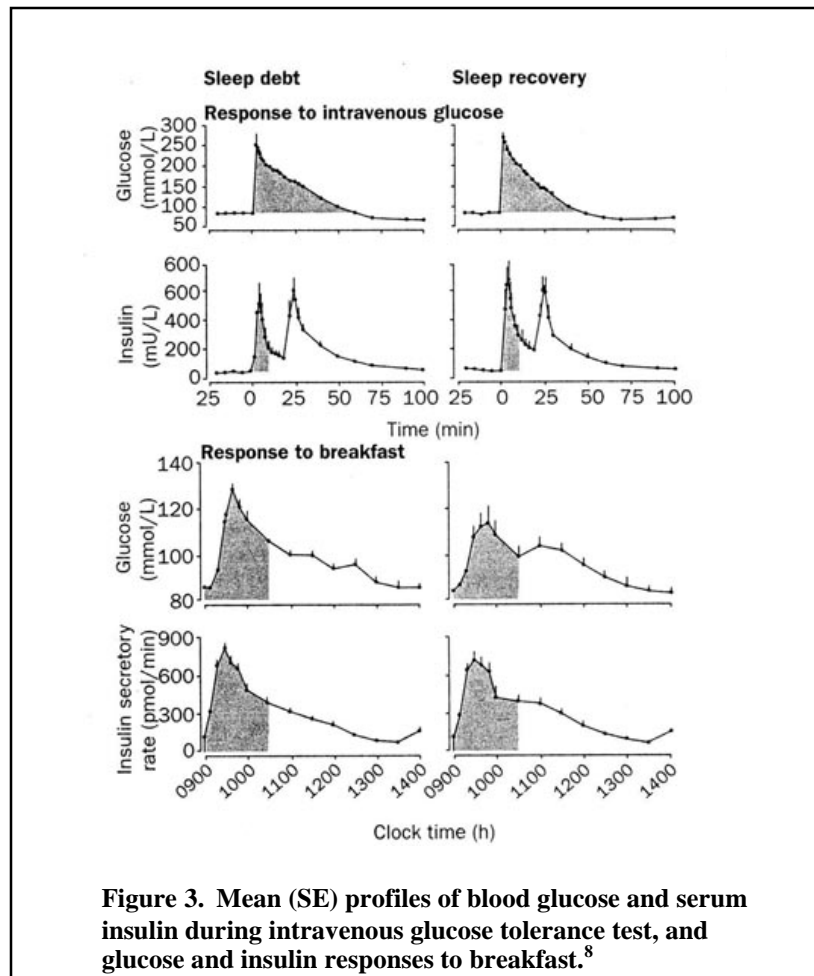 Sleep debt Sleep recovery
Response to intravenous glucose
Glucose
(mmol/L)
300
250
200
150
100
50
Insulin
(mU/L)
600
600
400
200
0
25 0 25 50 75 100 25 0 25 50 75 100
Time (min)
Response to breakfast
Glucose
(mmol/L)
140
120
100
80
Insulin secretory
rate (pmol/min)
900
600
300
0
0900 1000 1100 1200 1300 1400 0900 1000 1100 1200 1300 1400
Clock time (h)
Figure 3. Mean (SE) profiles of blood glucose and serum
insulin during intravenous glucose tolerance test, and
glucose and insulin responses to breakfast.8